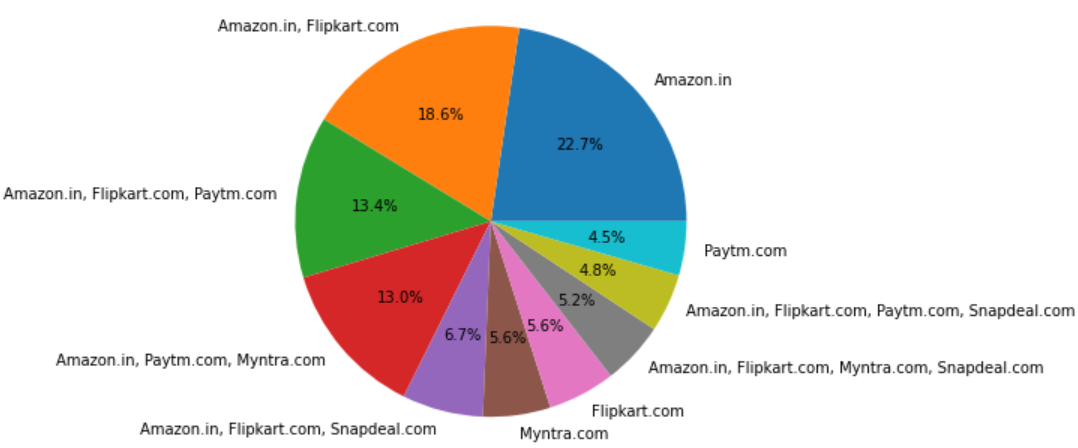 Amazon.in, Flipkart.com
Amazon.in
18.6%
22.7%
Amazon.in, Flipkart.com, Paytm.com
13.4%
4.5%
Paytm.com
4.8%
13.0%
5.2%
Amazon.in, Flipkart.com, Paytm.com, Snapdeal.com
6.7%
5.6%
5.6%
Amazon.in, Paytm.com, Myntra.com
Amazon.in, Flipkart.com, Myntra.com, Snapdeal.com
Flipkart.com
Amazon.in, Flipkart.com, Snapdeal.com
Myntra.com